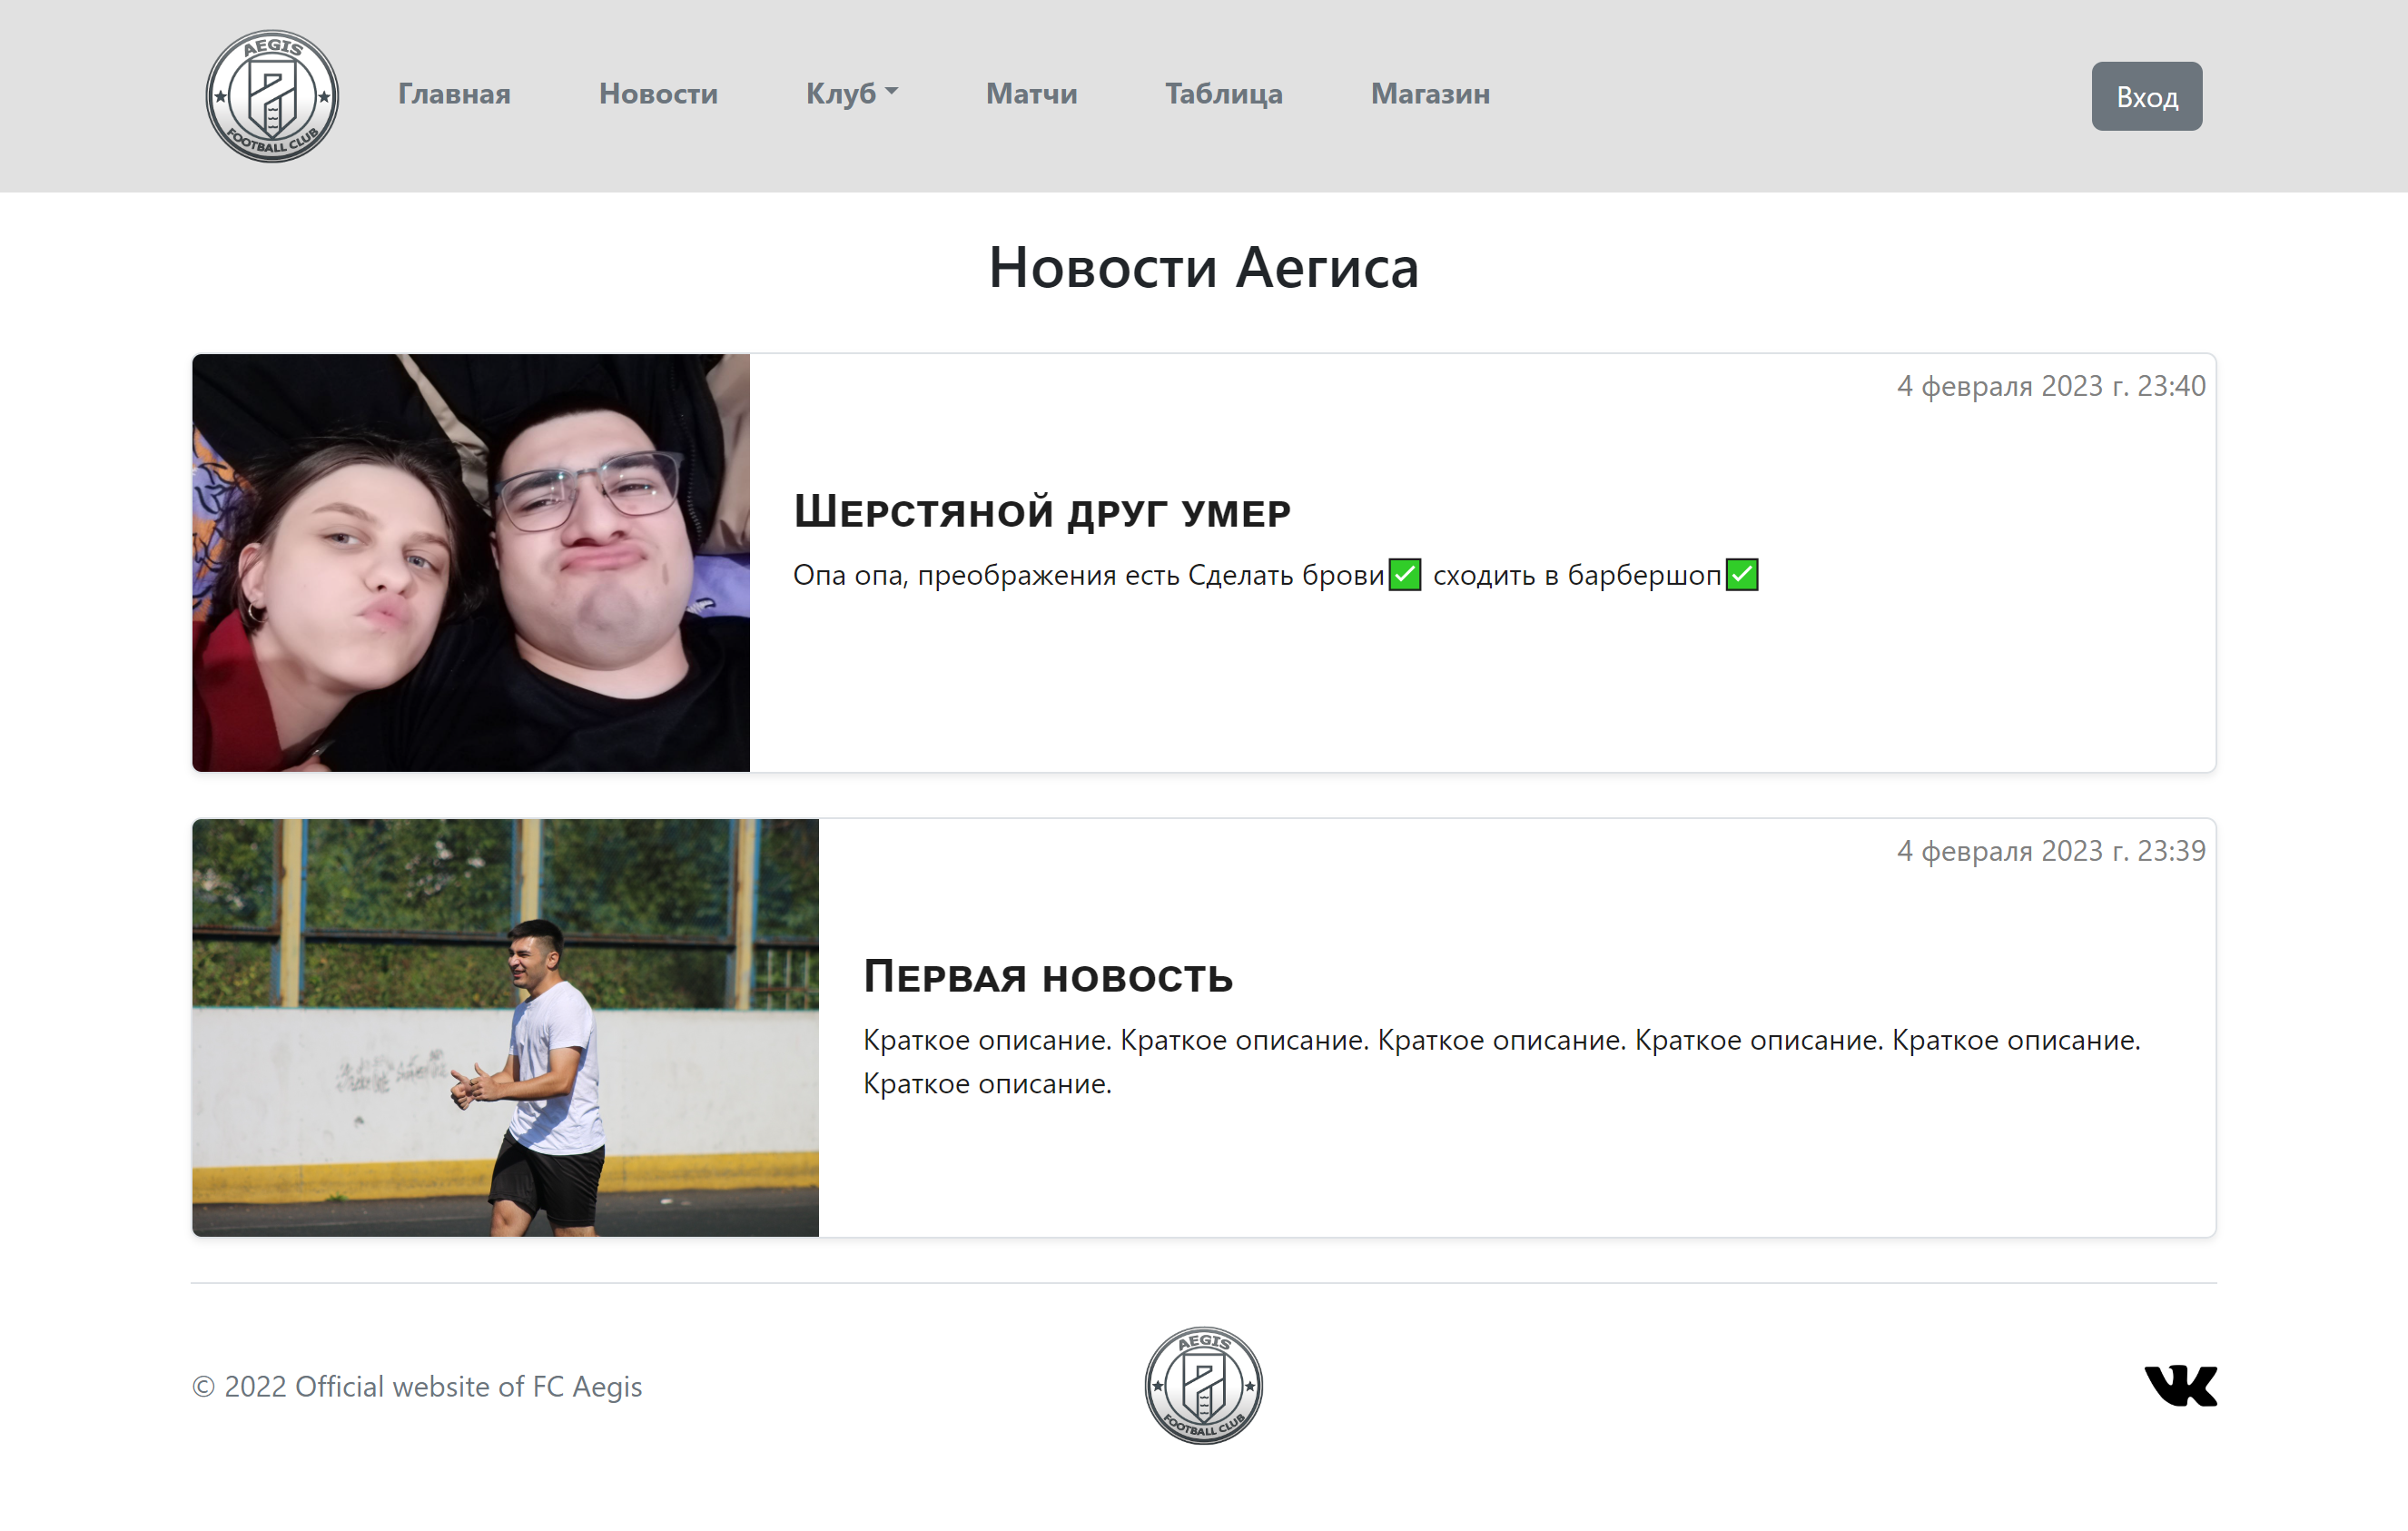 AEGIS
FOOTBALL CLUB
Главная Новости Клуб Матчи Таблица Магазин Вход
Новости Аегиса
4 февраля 2023 г. 23:40
Шерстяной друг умер
Опа опа, преображения есть Сделать брови✅ сходить в барбершоп✅
4 февраля 2023 г. 23:39
Первая новость
Краткое описание. Краткое описание. Краткое описание. Краткое описание. Краткое описание.
Краткое описание.
© 2022 Official website of FC Aegis
AEGIS
FOOTBALL CLUB